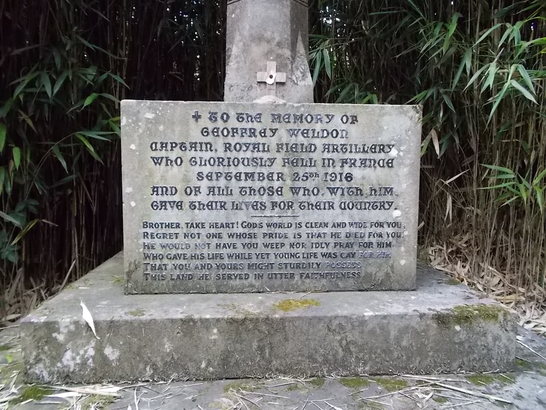 ✚ TO THE MEMORY OF
GEOFFREY WELDON
CAPTAIN, ROYAL FIELD ARTILLERY
WHO GLORIOUSLY FELL IN FRANCE
SEPTEMBER 25TH 1916
AND OF ALL THOSE WHO, WITH HIM
GAVE THEIR LIVES FOR THEIR COUNTRY.
BROTHER, TAKE HEART! GOD'S WORLD IS CLEAN AND WIDE FOR YOU,
REGRET NOT ONE WHOSE PRIDE IS THAT HE DIED FOR YOU.
HE WOULD NOT HAVE YOU WEEP NOR IDLY PRAY FOR HIM
WHO GAVE HIS LIFE WHILE YET YOUNG LIFE WAS GAY FOR HIM,
THAT YOU AND YOURS MIGHT STURDILY POSSESS
THIS LAND HE SERVED IN UTTER FAITHFULNESS